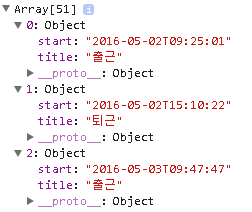 ▼ Array[51] i
▼ 0: Object
start: "2016-05-02T09:25:01"
title: "출근"
▶ __proto__: Object
▼ 1: Object
start: "2016-05-02T15:10:22"
title: "퇴근"
▶ __proto__: Object
▼ 2: Object
start: "2016-05-03T09:47:47"
title: "출근"
▶ __proto__: Object